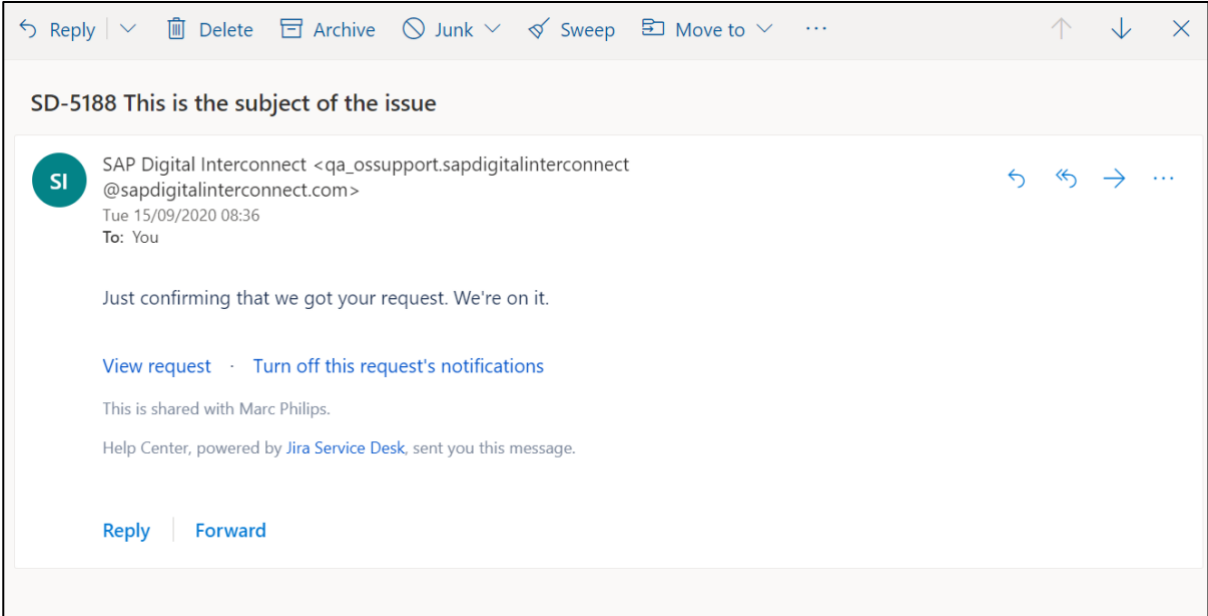 Reply Delete Archive Junk Sweep Move to ...
SD-5188 This is the subject of the issue
SI
SAP Digital Interconnect <qa_ossupport.sapdigitalinterconnect
@sapdigitalinterconnect.com>
Tue 15/09/2020 08:36
To: You
Just confirming that we got your request. We're on it.
View request · Turn off this request's notifications
This is shared with Marc Philips.
Help Center, powered by Jira Service Desk, sent you this message.
Reply Forward